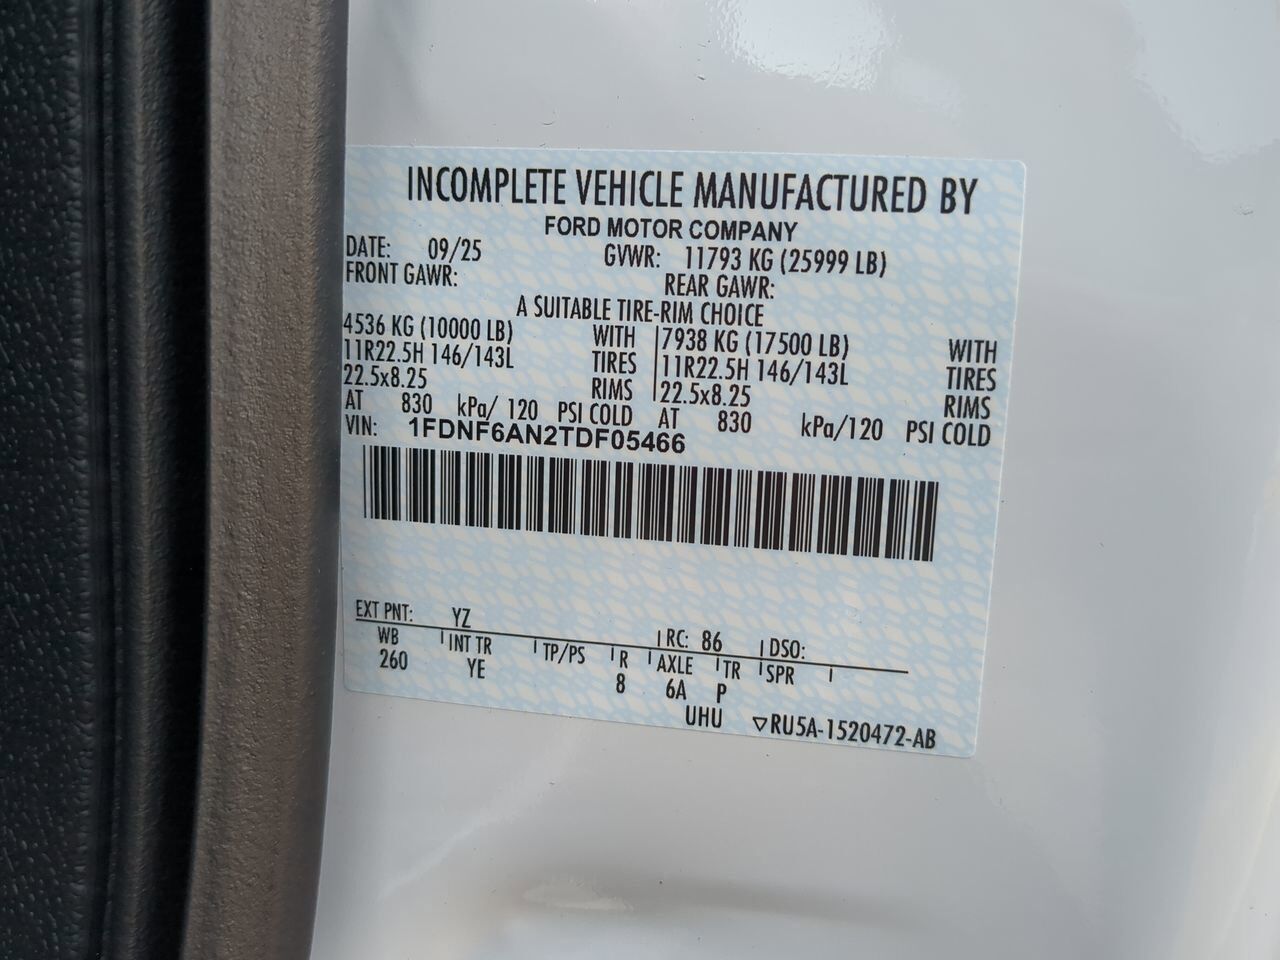 INCOMPLETE VEHICLE MANUFACTURED BY
FORD MOTOR COMPANY
DATE: 09/25 GVWR: 11793 KG (25999 LB)
FRONT GAWR: REAR GAWR:
A SUITABLE TIRE-RIM CHOICE
4536 KG (10000 LB) WITH 7938 KG (17500 LB) WITH
11R22.5H 146/143L TIRES 11R22.5H 146/143L TIRES
22.5x8.25 RIMS 22.5x8.25 RIMS
AT 830 kPa/ 120 PSI COLD AT 830 kPa/120 PSI COLD
VIN: 1FDNF6AN2TDF05466
EXT PNT: YZ RC: 86 DSO:
WB INT TR TP/PS R AXLE TR SPR
260 YE 8 6A P
UHU ▽RU5A-1520472-AB